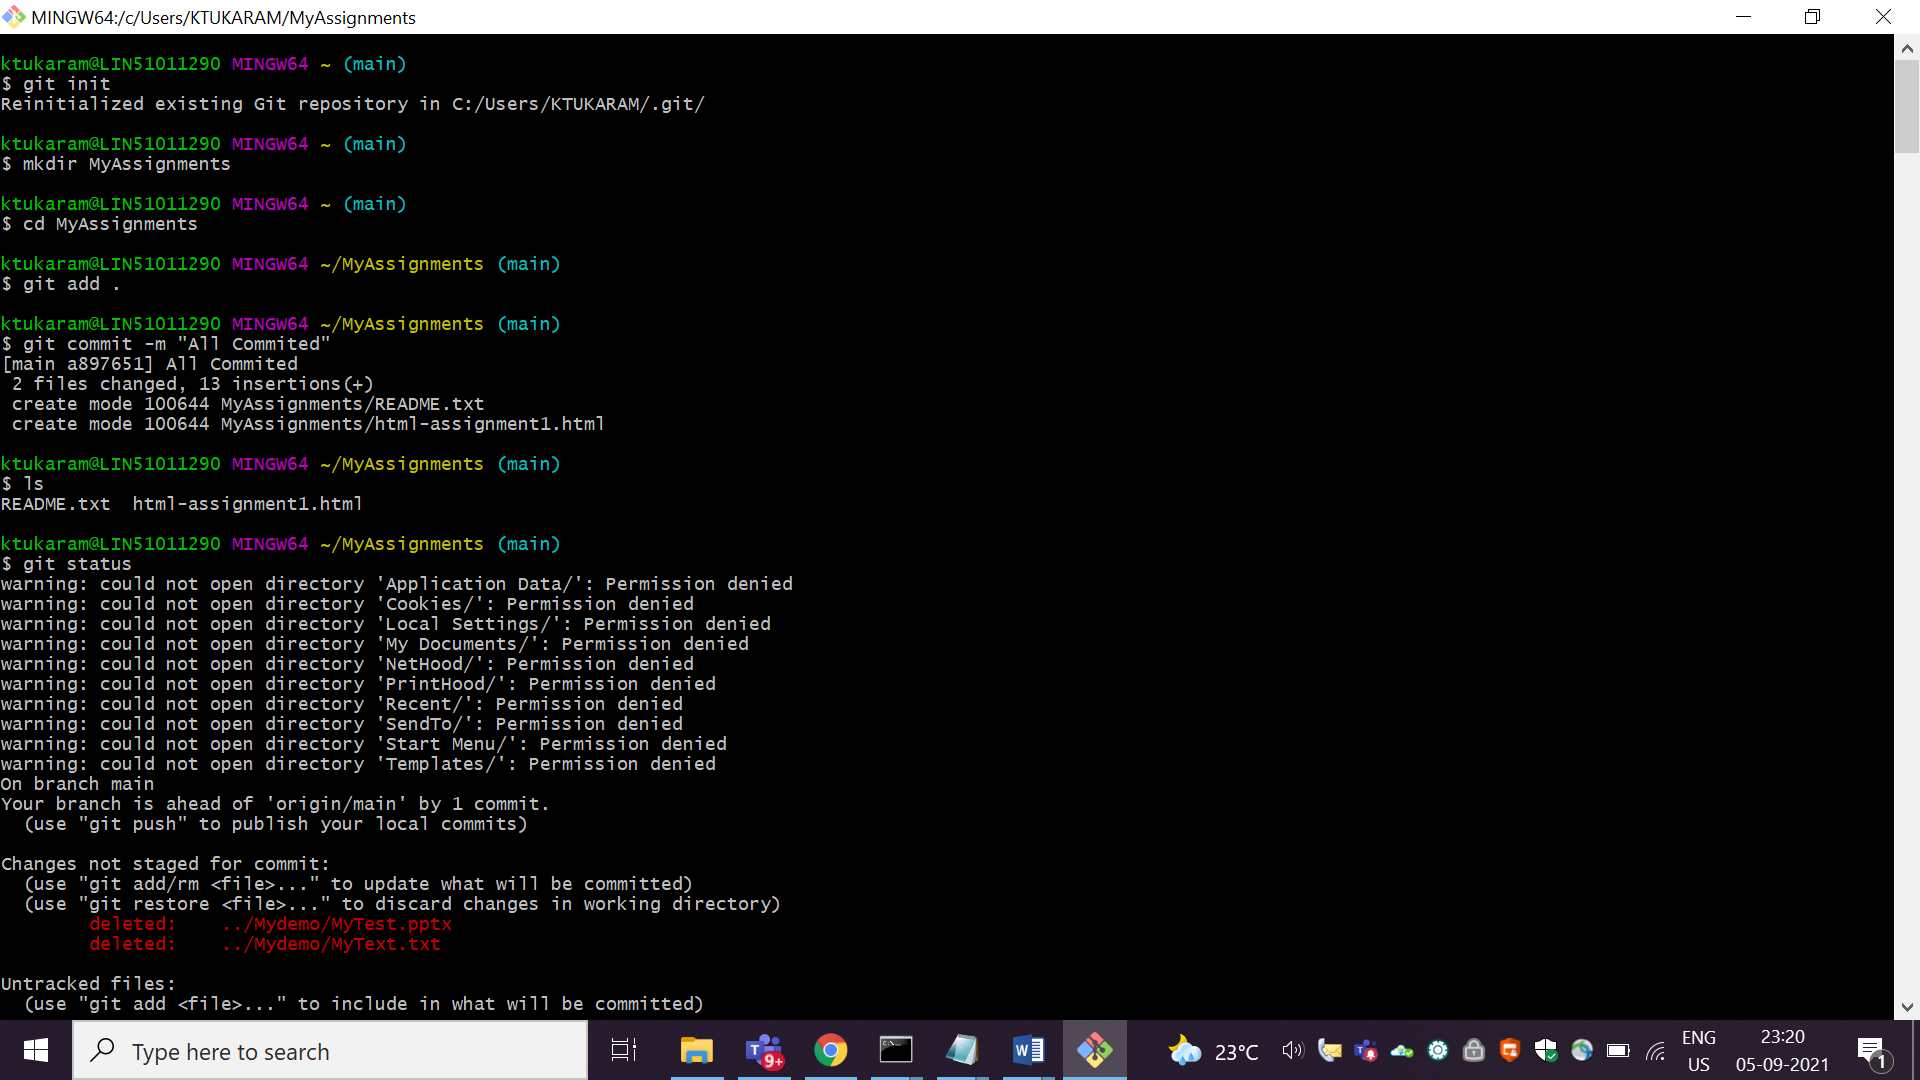 MINGW64:/c/Users/KTUKARAM/MyAssignments
ktukaram@LIN51011290 MINGW64 ~ (main)
$ git init
Reinitialized existing Git repository in C:/Users/KTUKARAM/.git/
ktukaram@LIN51011290 MINGW64 ~ (main)
$ mkdir MyAssignments
ktukaram@LIN51011290 MINGW64 ~ (main)
$ cd MyAssignments
ktukaram@LIN51011290 MINGW64 ~/MyAssignments (main)
$ git add .
ktukaram@LIN51011290 MINGW64 ~/MyAssignments (main)
$ git commit -m "All Commited"
[main a897651] All Commited
 2 files changed, 13 insertions(+)
 create mode 100644 MyAssignments/README.txt
 create mode 100644 MyAssignments/html-assignment1.html
ktukaram@LIN51011290 MINGW64 ~/MyAssignments (main)
$ ls
README.txt  html-assignment1.html
ktukaram@LIN51011290 MINGW64 ~/MyAssignments (main)
$ git status
warning: could not open directory 'Application Data/': Permission denied
warning: could not open directory 'Cookies/': Permission denied
warning: could not open directory 'Local Settings/': Permission denied
warning: could not open directory 'My Documents/': Permission denied
warning: could not open directory 'NetHood/': Permission denied
warning: could not open directory 'PrintHood/': Permission denied
warning: could not open directory 'Recent/': Permission denied
warning: could not open directory 'SendTo/': Permission denied
warning: could not open directory 'Start Menu/': Permission denied
warning: could not open directory 'Templates/': Permission denied
On branch main
Your branch is ahead of 'origin/main' by 1 commit.
  (use "git push" to publish your local commits)
Changes not staged for commit:
  (use "git add/rm <file>..." to update what will be committed)
  (use "git restore <file>..." to discard changes in working directory)
        deleted:    ../Mydemo/MyTest.pptx
        deleted:    ../Mydemo/MyText.txt
Untracked files:
  (use "git add <file>..." to include in what will be committed)
Type here to search
9+
23°C
ENG
US
23:20
05-09-2021
1